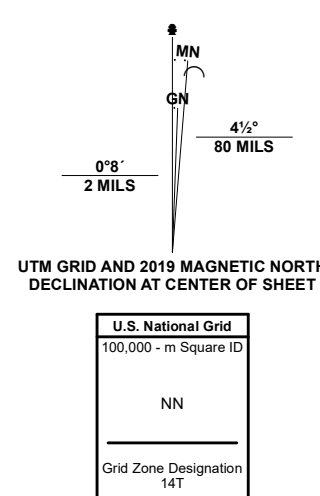 MN
GN
4½°
80 MILS
0°8´
2 MILS
UTM GRID AND 2019 MAGNETIC NORTH
DECLINATION AT CENTER OF SHEET
U.S. National Grid
100,000 - m Square ID
NN
Grid Zone Designation
14T